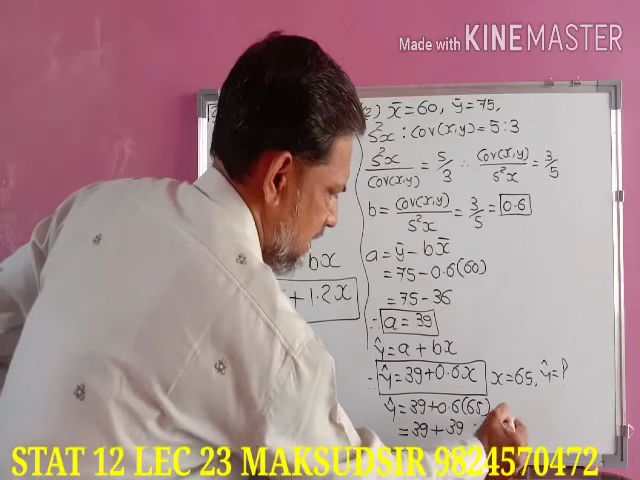 Made with KINEMASTER
2) x̄ = 60, ȳ = 75,
s²x : Cov(x,y) = 5 : 3
s²x / Cov(x,y) = 5/3 ∴ Cov(x,y) / s²x = 3/5
b = Cov(x,y) / s²x = 3/5 = 0.6
a = ȳ - bx̄
= 75 - 0.6(60)
= 75 - 36
∴ a = 39
ŷ = a + bx
∴ ŷ = 39 + 0.6x x = 65, ŷ = ?
ŷ = 39 + 0.6(65)
= 39 + 39
bx
+ 1.2x
STAT 12 LEC 23 MAKSUDSIR 9824570472